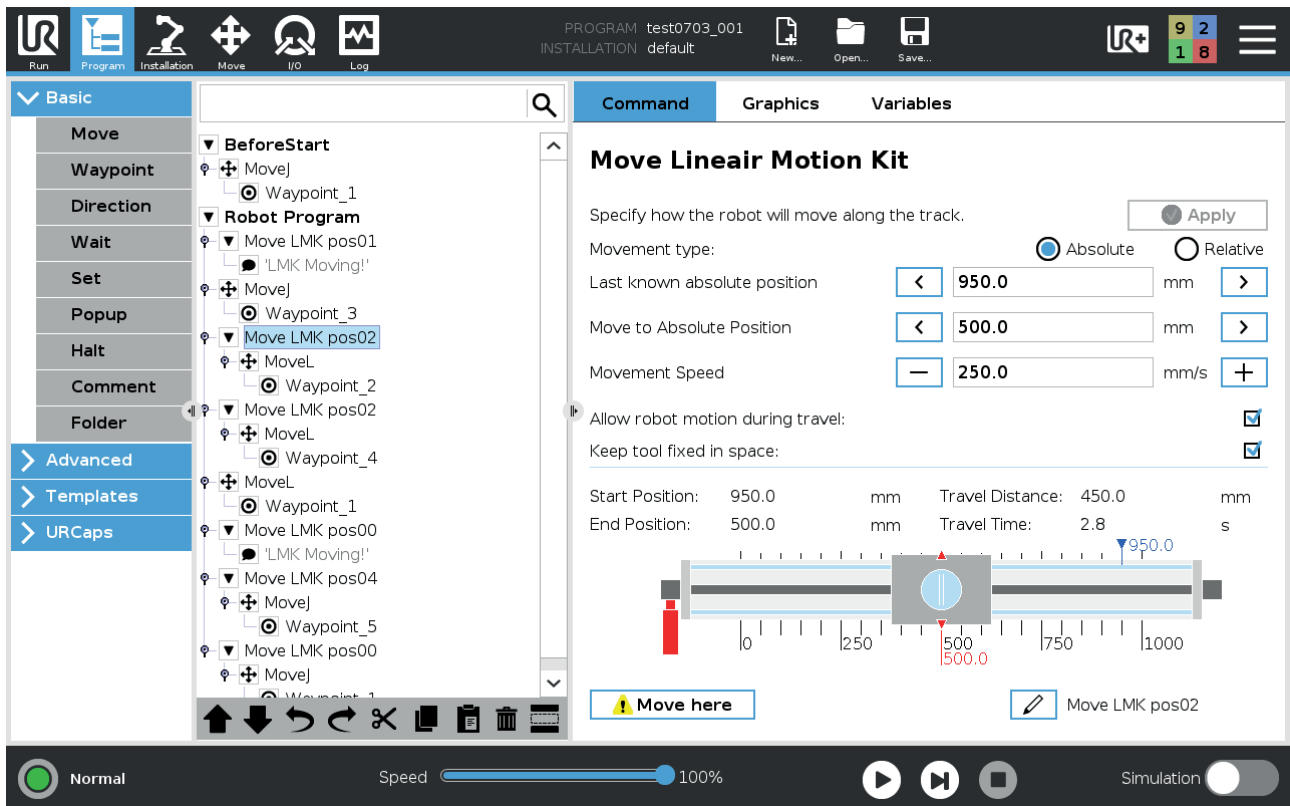 PROGRAM test0703_001
INSTALLATION default
UR
Run
Program
Installation
Move
I/O
Log
New...
Open...
Save...
UR+
9 2
1 8
Basic
Move
Waypoint
Direction
Wait
Set
Popup
Halt
Comment
Folder
Advanced
Templates
URCaps
BeforeStart
MoveJ
Waypoint_1
Robot Program
Move LMK pos01
'LMK Moving!'
MoveJ
Waypoint_3
Move LMK pos02
MoveL
Waypoint_2
Move LMK pos02
MoveL
Waypoint_4
MoveL
Waypoint_1
Move LMK pos00
'LMK Moving!'
Move LMK pos04
MoveJ
Waypoint_5
Move LMK pos00
MoveJ
Waypoint_1
Command Graphics Variables
Move Lineair Motion Kit
Specify how the robot will move along the track. Apply
Movement type: Absolute Relative
Last known absolute position < 950.0 mm >
Move to Absolute Position < 500.0 mm >
Movement Speed − 250.0 mm/s +
Allow robot motion during travel:
Keep tool fixed in space:
Start Position: 950.0 mm Travel Distance: 450.0 mm
End Position: 500.0 mm Travel Time: 2.8 s
950.0
0 250 500 750 1000
500.0
Move here Move LMK pos02
Normal Speed 100% Simulation